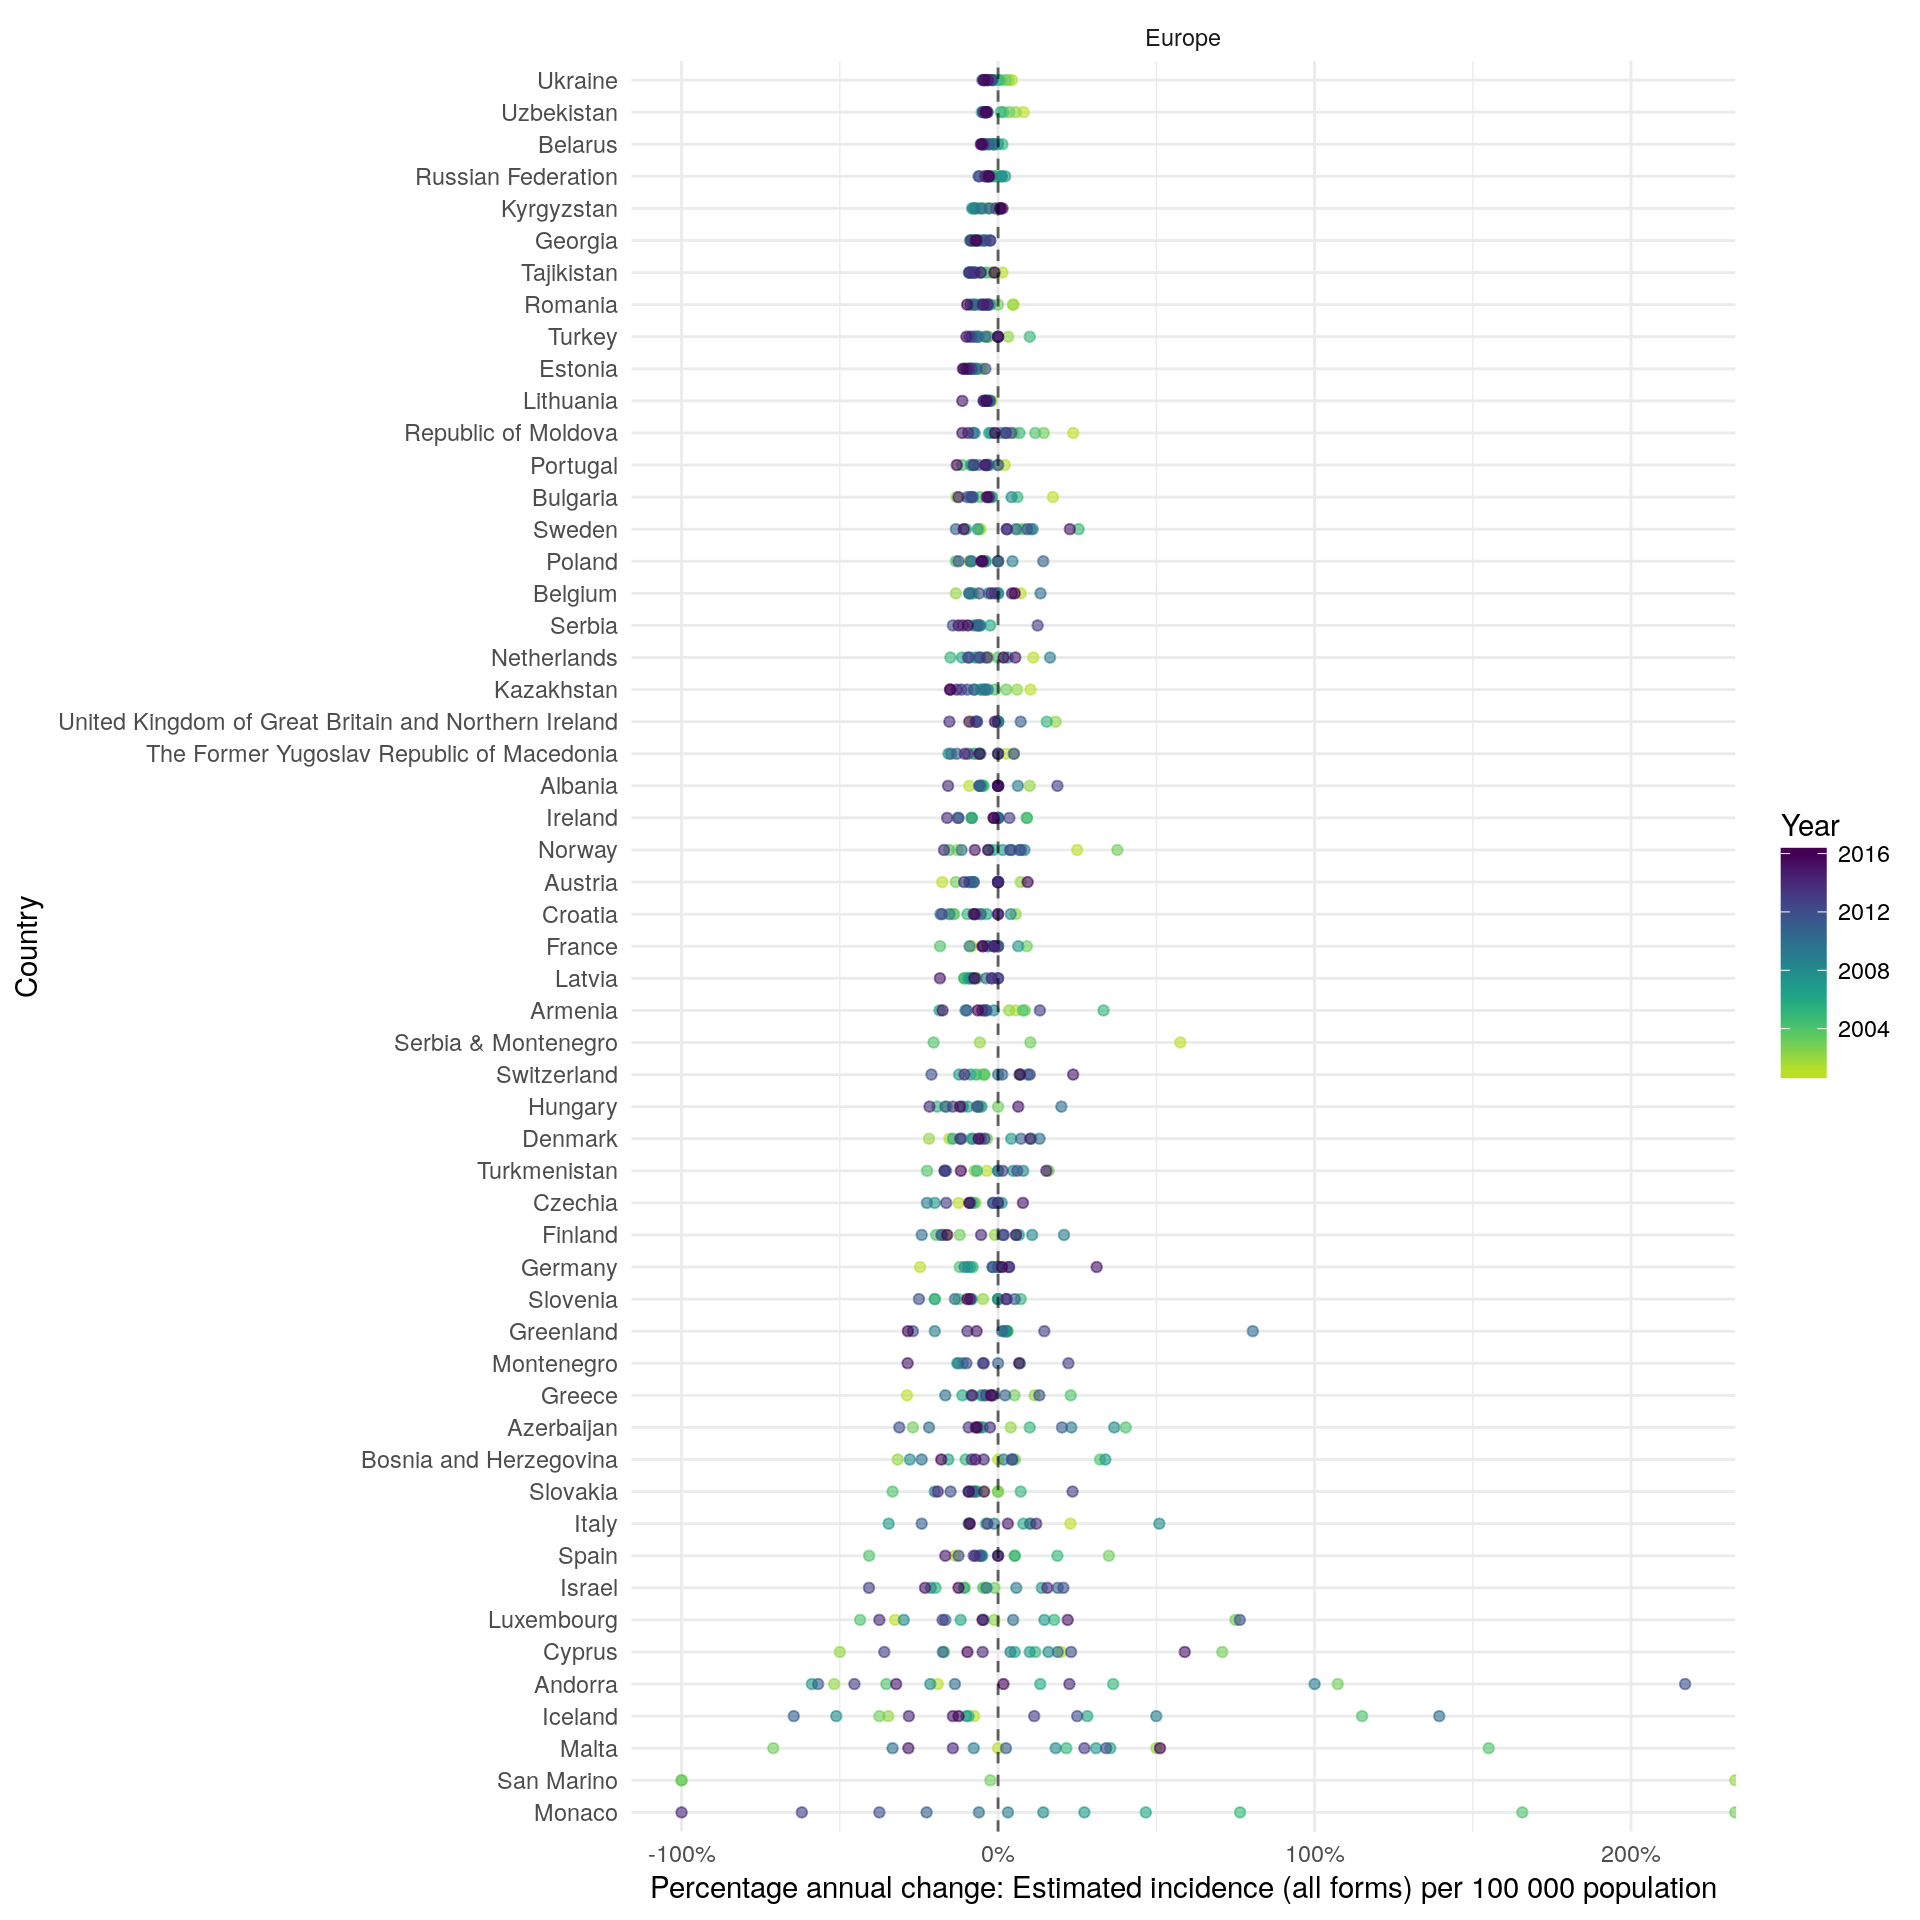 Europe
Ukraine
Uzbekistan
Belarus
Russian Federation
Kyrgyzstan
Georgia
Tajikistan
Romania
Turkey
Estonia
Lithuania
Republic of Moldova
Portugal
Bulgaria
Sweden
Poland
Belgium
Serbia
Netherlands
Kazakhstan
United Kingdom of Great Britain and Northern Ireland
The Former Yugoslav Republic of Macedonia
Albania
Ireland
Norway
Austria
Croatia
France
Latvia
Armenia
Serbia & Montenegro
Switzerland
Hungary
Denmark
Turkmenistan
Czechia
Finland
Germany
Slovenia
Greenland
Montenegro
Greece
Azerbaijan
Bosnia and Herzegovina
Slovakia
Italy
Spain
Israel
Luxembourg
Cyprus
Andorra
Iceland
Malta
San Marino
Monaco
Country
-100% 0% 100% 200%
Percentage annual change: Estimated incidence (all forms) per 100 000 population
Year
2016
2012
2008
2004